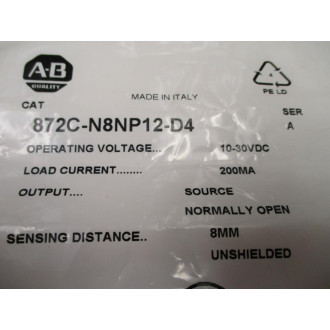 A-B
QUALITY
MADE IN ITALY
PE LD
CAT
SER
872C-N8NP12-D4
A
OPERATING VOLTAGE... 10-30VDC
LOAD CURRENT........ 200MA
OUTPUT.... SOURCE
NORMALLY OPEN
SENSING DISTANCE.. 8MM
UNSHIELDED